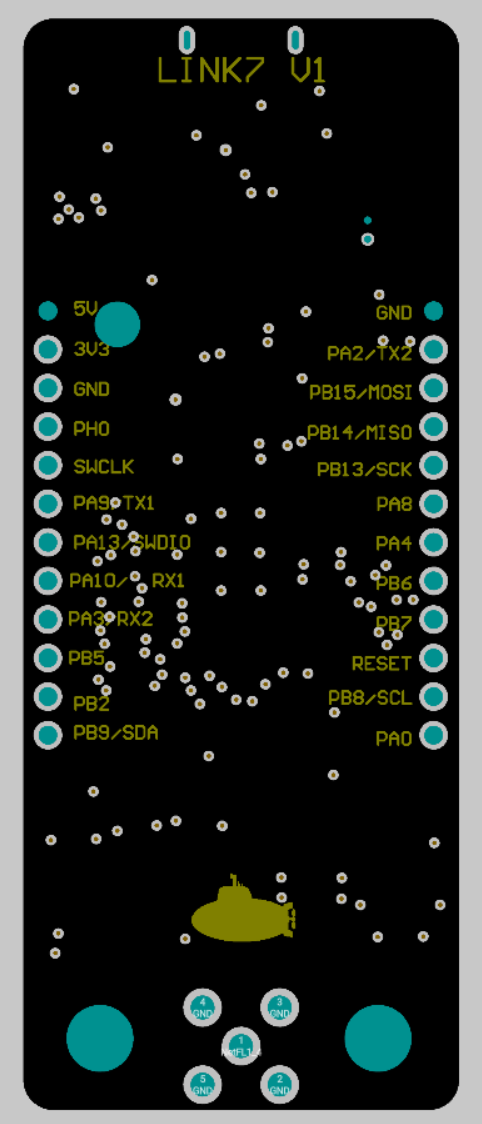 LINK7 V1
5V
GND
3V3
PA2/TX2
GND
PB15/MOSI
PH0
PB14/MISO
SWCLK
PB13/SCK
PA9/TX1
PA8
PA13/SWDIO
PA4
PA10/ RX1
PB6
PA3/RX2
PB7
PB5
RESET
PB2
PB8/SCL
PB9/SDA
PA0
4
GND
3
GND
1
5
GND
2
GND